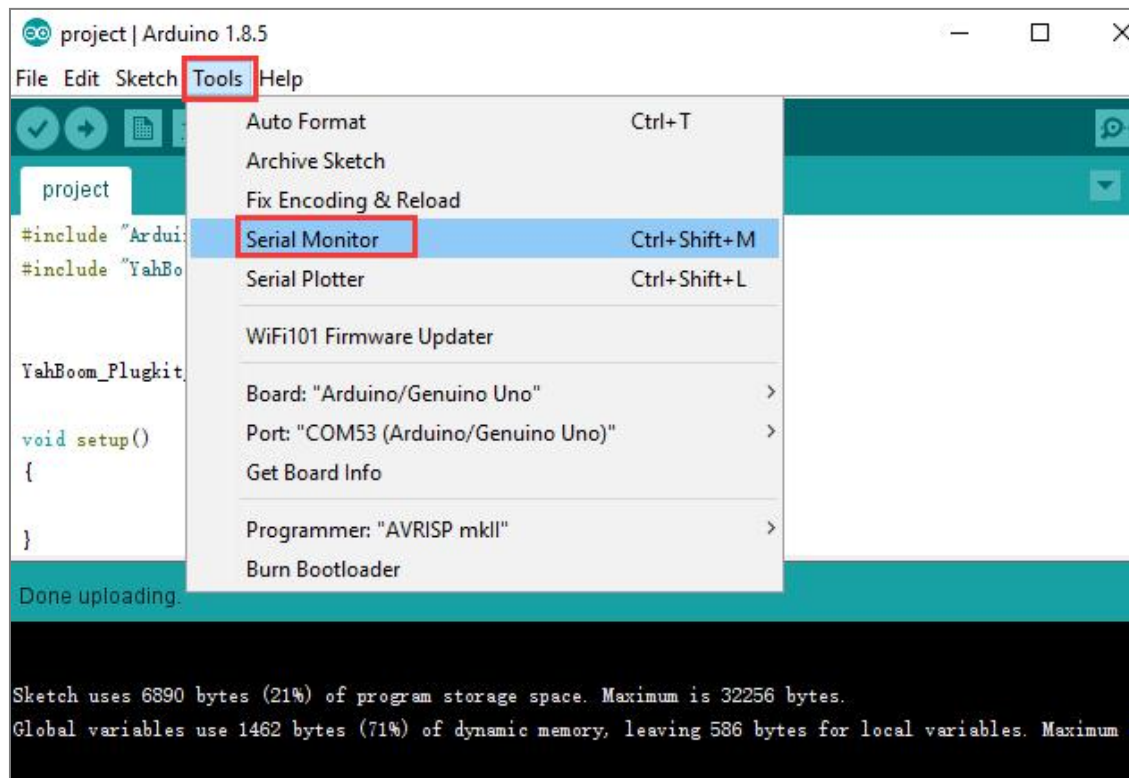 project | Arduino 1.8.5
File Edit Sketch Tools Help
Auto Format Ctrl+T
Archive Sketch
project
Fix Encoding & Reload
#include "Ardui
Serial Monitor Ctrl+Shift+M
#include "YahBo
Serial Plotter Ctrl+Shift+L
WiFi101 Firmware Updater
YahBoom_Plugkit_
Board: "Arduino/Genuino Uno"
void setup()
Port: "COM53 (Arduino/Genuino Uno)"
{
Get Board Info
}
Programmer: "AVRISP mkII"
Burn Bootloader
Done uploading.
Sketch uses 6890 bytes (21%) of program storage space. Maximum is 32256 bytes.
Global variables use 1462 bytes (71%) of dynamic memory, leaving 586 bytes for local variables. Maximum